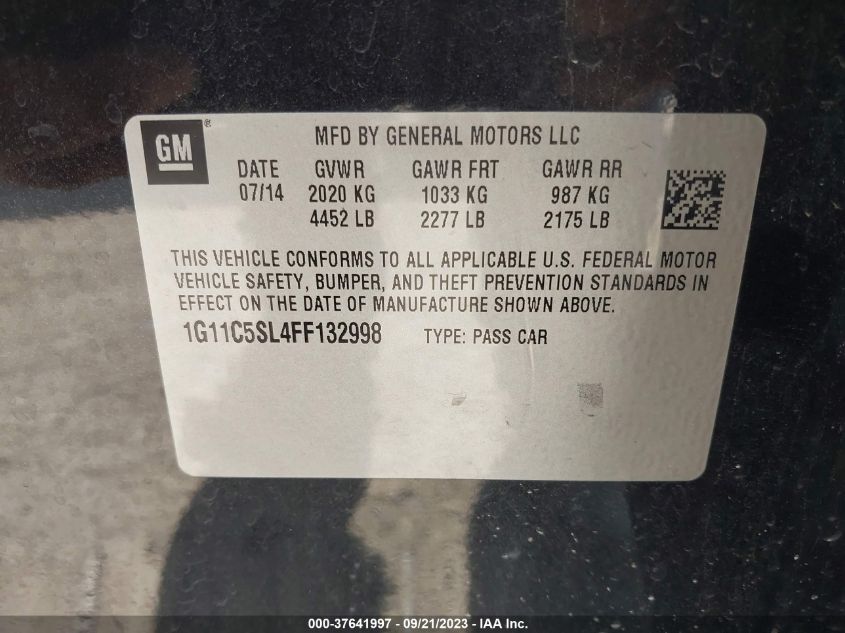 GM ®
MFD BY GENERAL MOTORS LLC
DATE GVWR GAWR FRT GAWR RR
07/14 2020 KG 1033 KG 987 KG
4452 LB 2277 LB 2175 LB
THIS VEHICLE CONFORMS TO ALL APPLICABLE U.S. FEDERAL MOTOR
VEHICLE SAFETY, BUMPER, AND THEFT PREVENTION STANDARDS IN
EFFECT ON THE DATE OF MANUFACTURE SHOWN ABOVE.
1G11C5SL4FF132998 TYPE: PASS CAR
000-37641997 - 09/21/2023 - IAA Inc.